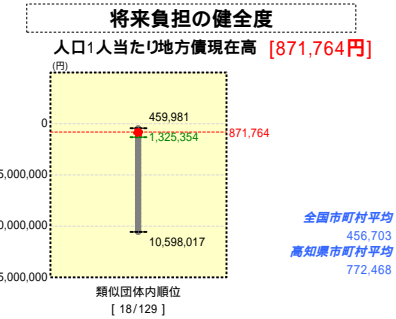 将来負担の健全度
人口1人当たり地方債現在高 [871,764円]
(円)
0
459,981
871,764
1,325,354
5,000,000
0,000,000
10,598,017
5,000,000
類似団体内順位
[ 18/129 ]
全国市町村平均
456,703
高知県市町村平均
772,468